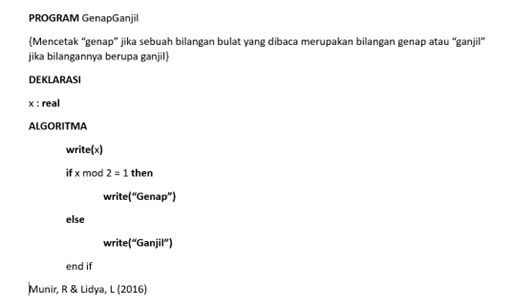 PROGRAM GenapGanjil
{Mencetak “genap” jika sebuah bilangan bulat yang dibaca merupakan bilangan genap atau “ganjil”
jika bilangannya berupa ganjil}
DEKLARASI
x : real
ALGORITMA
write(x)
if x mod 2 = 1 then
write(“Genap”)
else
write(“Ganjil”)
end if
Munir, R & Lidya, L (2016)